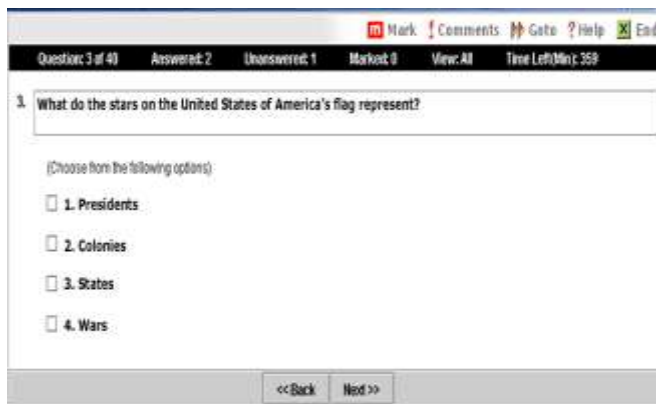 m Mark ! Comments Goto ? Help X End
Question: 3 of 40 Answered: 2 Unanswered: 1 Marked: 0 View: All Time Left(Min): 359
3. What do the stars on the United States of America's flag represent?
(Choose from the following options)
1. Presidents
2. Colonies
3. States
4. Wars
<< Back Next >>